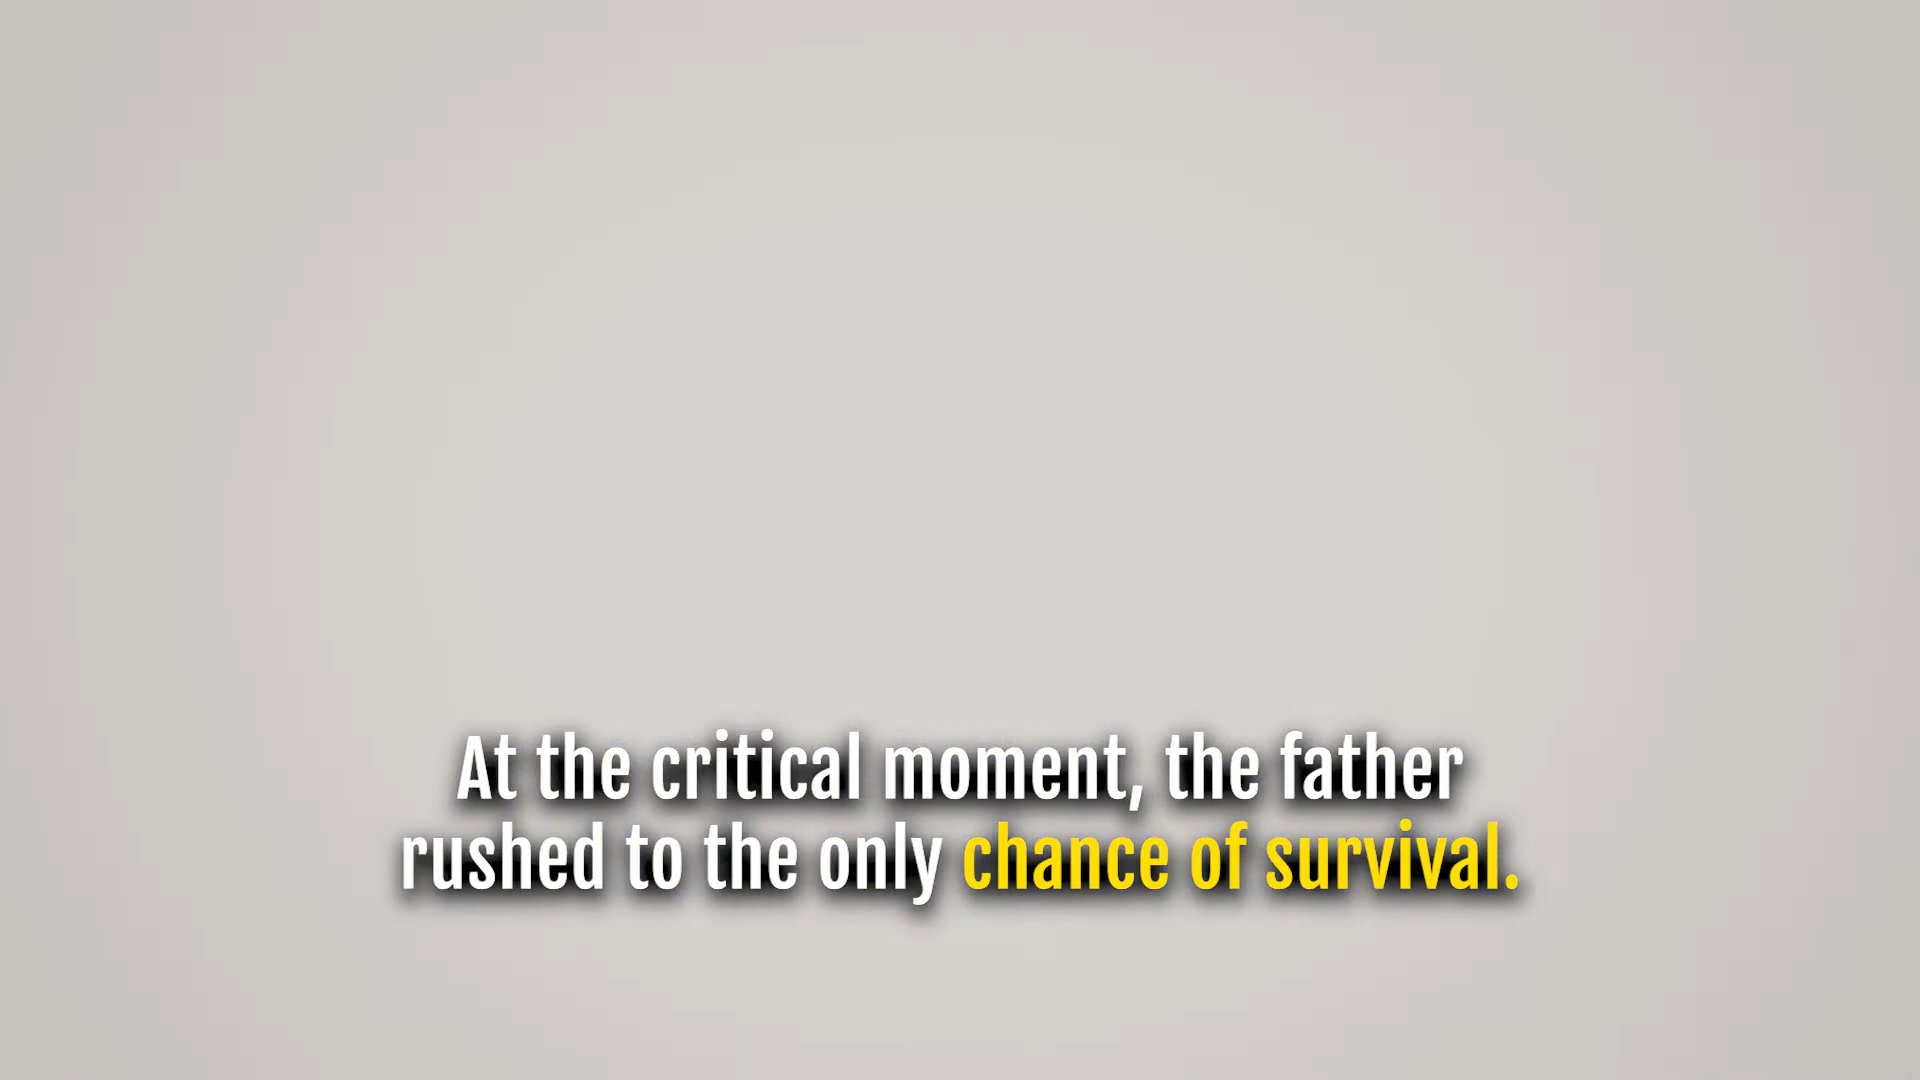 At the critical moment, the father
rushed to the only chance of survival.